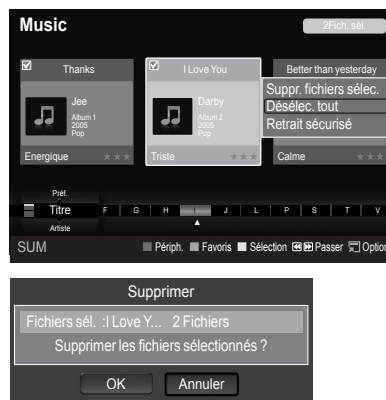 Music
2Fich. sél.
Thanks
Jee
Album 1
2005
Pop
Energique
I Love You
Darby
Album 2
2005
Pop
Triste
Better than yesterday
Calme
Suppr. fichiers sélec.
Désélec. tout
Retrait sécurisé
Préf.
Titre F G H I J L P S T V
Artiste
SUM Périph. Favoris Sélection Passer Option
Supprimer
Fichiers sél. :I Love Y... 2 Fichiers
Supprimer les fichiers sélectionnés ?
OK Annuler